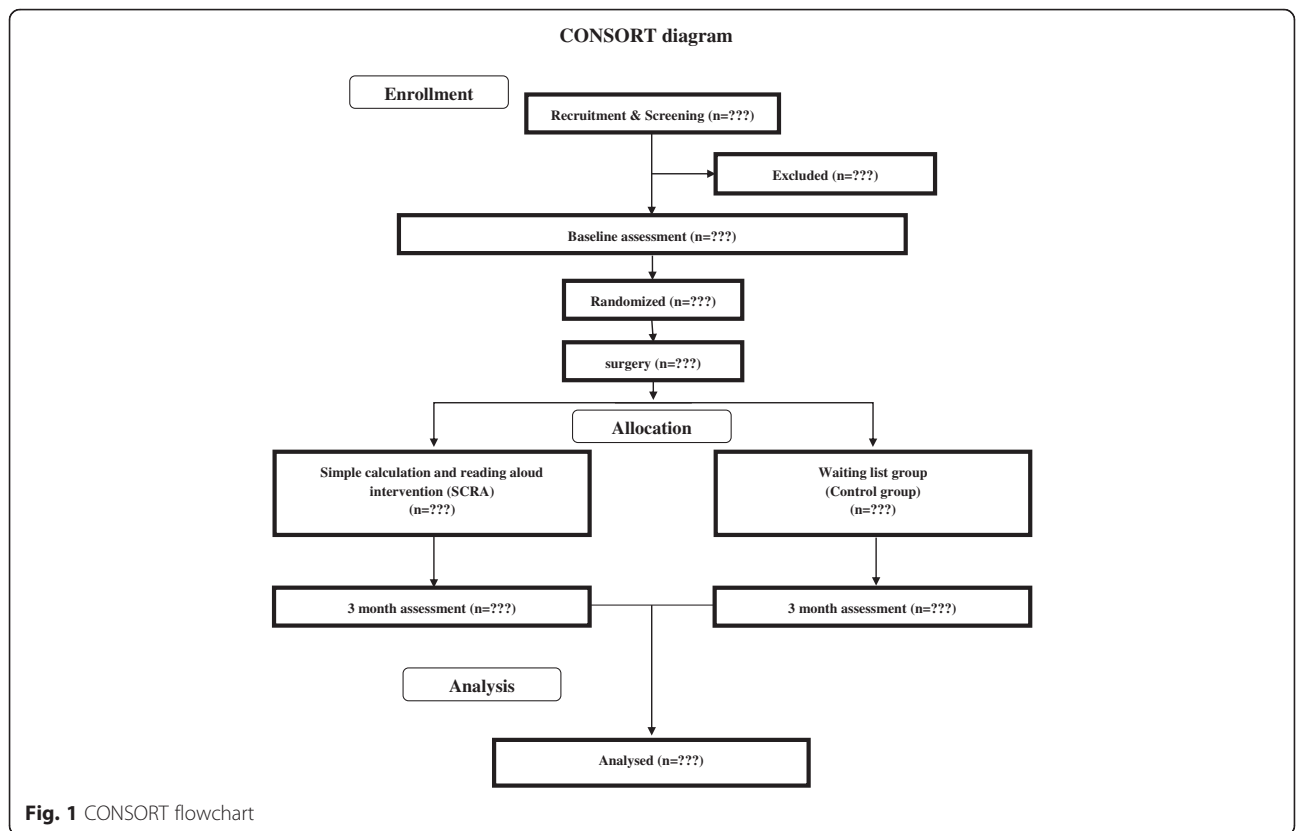 CONSORT diagram
Enrollment
Recruitment & Screening (n=???)
Excluded (n=???)
Baseline assessment (n=???)
Randomized (n=???)
surgery (n=???)
Allocation
Simple calculation and reading aloud
intervention (SCRA)
(n=???)
Waiting list group
(Control group)
(n=???)
3 month assessment (n=???)
3 month assessment (n=???)
Analysis
Analysed (n=???)
Fig. 1 CONSORT flowchart